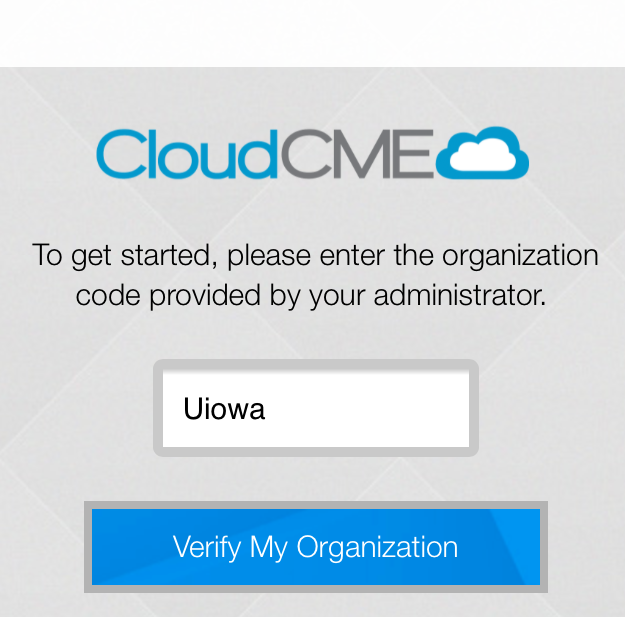 CloudCME
To get started, please enter the organization
code provided by your administrator.
Uiowa
Verify My Organization